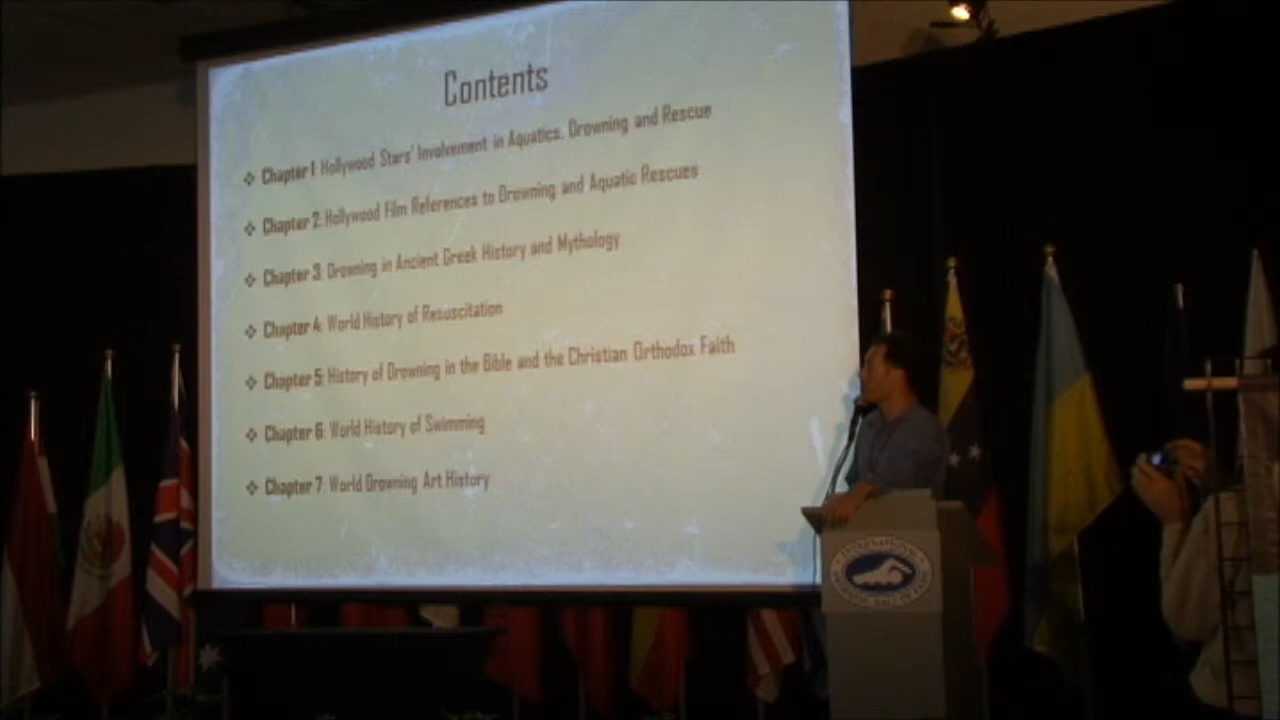 Contents
❖ Chapter 1: Hollywood Stars' Involvement in Aquatics, Drowning and Rescue
❖ Chapter 2: Hollywood Film References to Drowning and Aquatic Rescues
❖ Chapter 3: Drowning in Ancient Greek History and Mythology
❖ Chapter 4: World History of Resuscitation
❖ Chapter 5: History of Drowning in the Bible and the Christian Orthodox Faith
❖ Chapter 6: World History of Swimming
❖ Chapter 7: World Drowning Art History
INTERNATIONAL